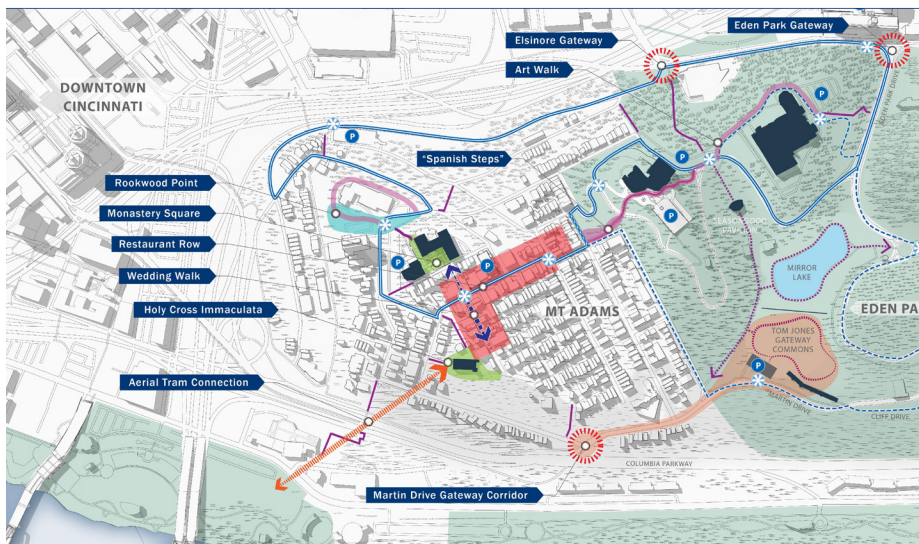 Eden Park Gateway
Elsinore Gateway
Art Walk
DOWNTOWN
CINCINNATI
P
P
"Spanish Steps"
P
Rookwood Point
Monastery Square
Restaurant Row
Wedding Walk
Holy Cross Immaculata
P
P
P
MIRROR
LAKE
MT ADAMS
EDEN PA
TOM JONES
GATEWAY
COMMONS
P
Aerial Tram Connection
MARTIN DRIVE
CLIFF DRIVE
COLUMBIA PARKWAY
Martin Drive Gateway Corridor